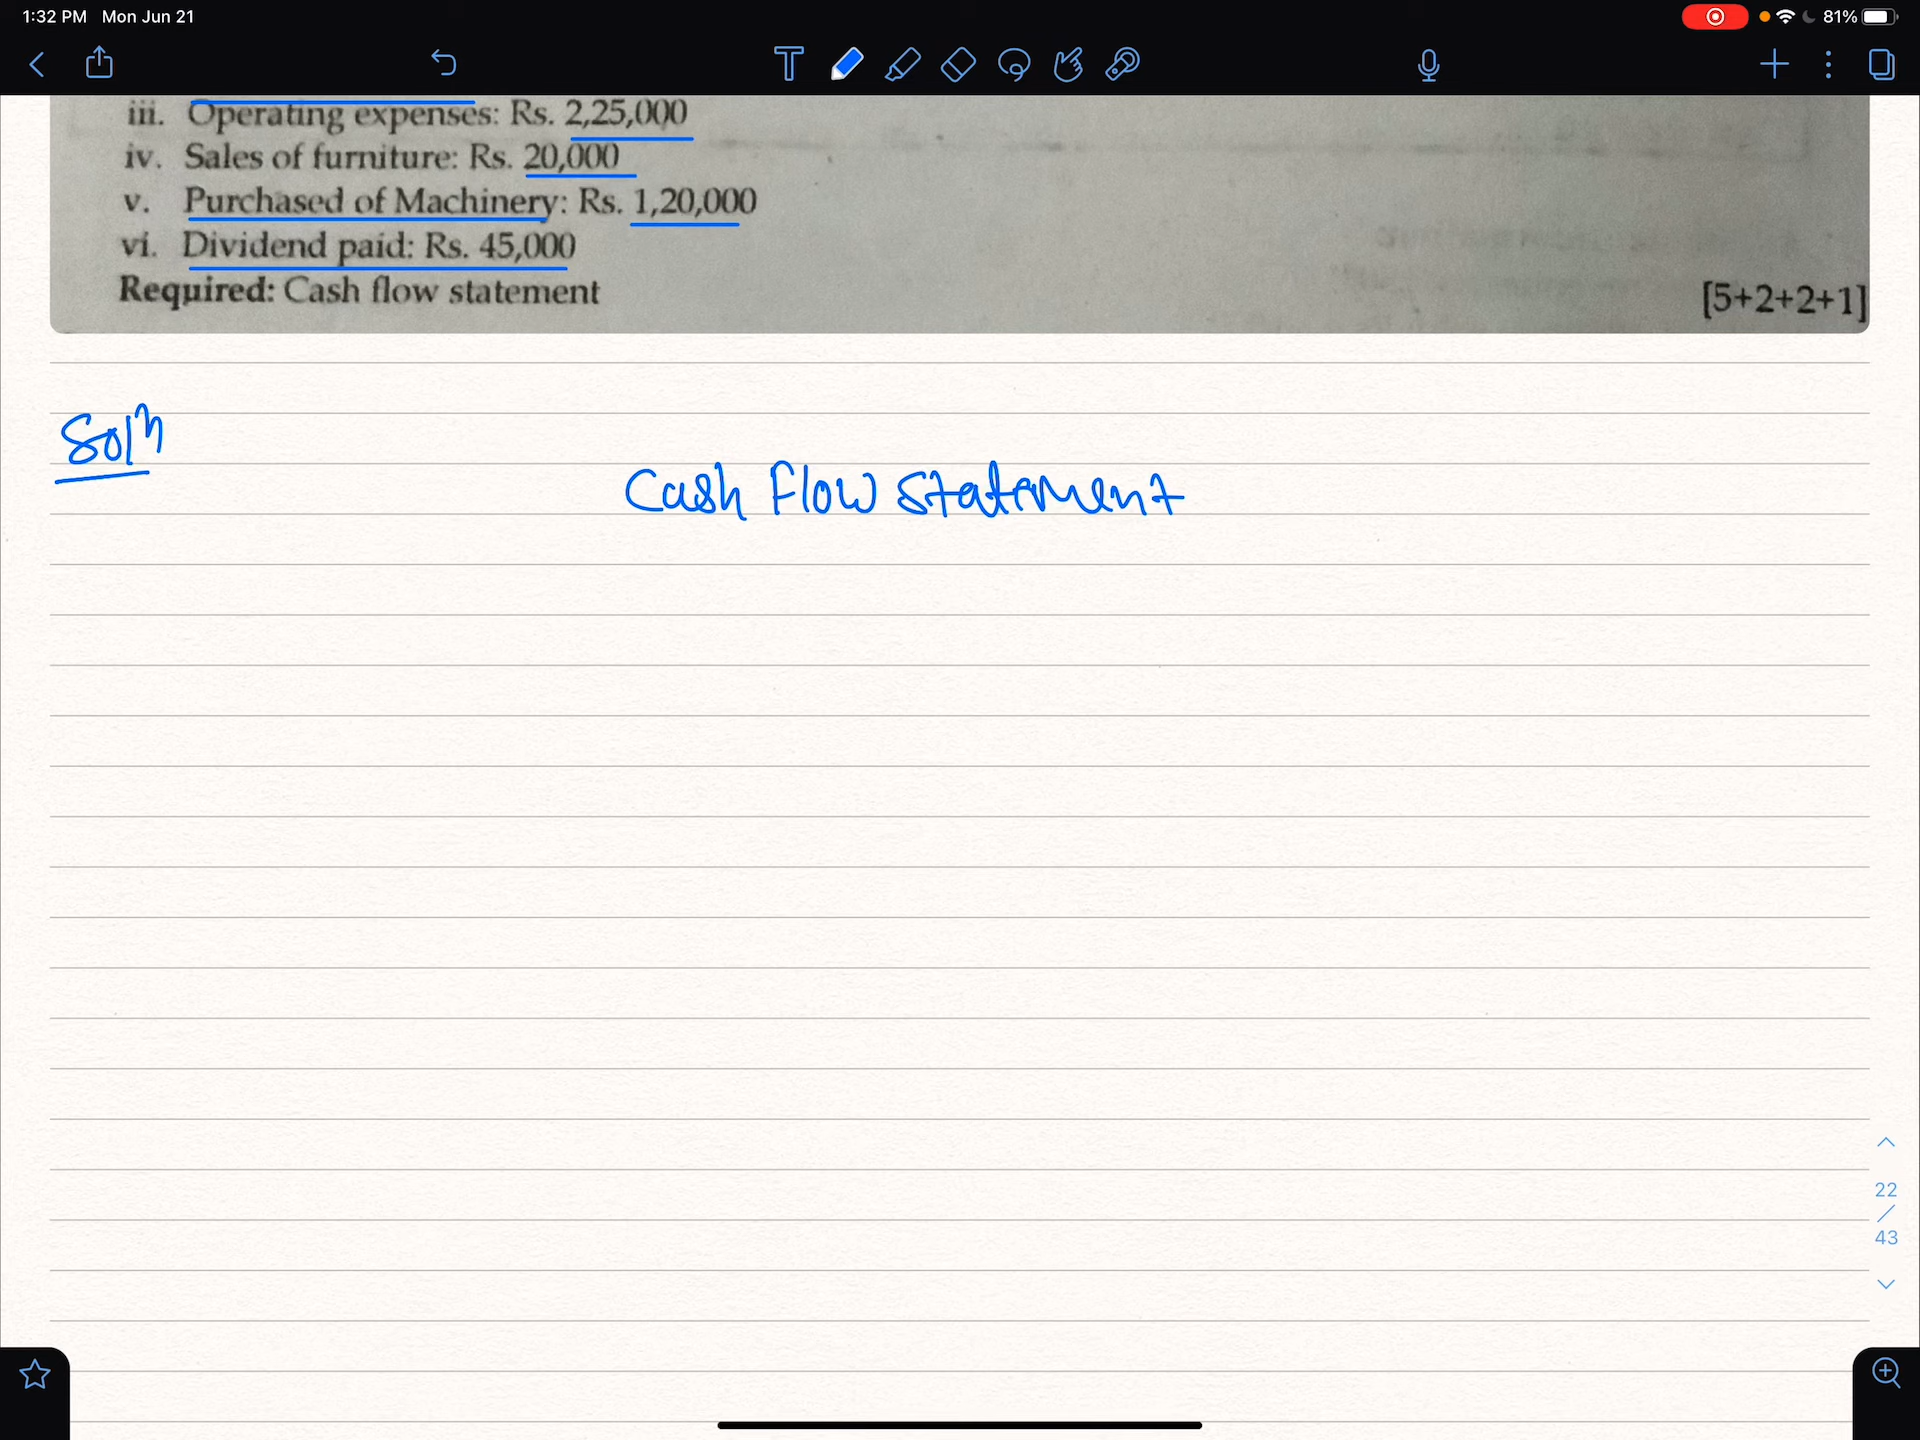 1:32 PM Mon Jun 21
81%
iii. Operating expenses: Rs. 2,25,000
iv. Sales of furniture: Rs. 20,000
v. Purchased of Machinery: Rs. 1,20,000
vi. Dividend paid: Rs. 45,000
Required: Cash flow statement
[5+2+2+1]
Solⁿ
Cash Flow Statement
22
/
43